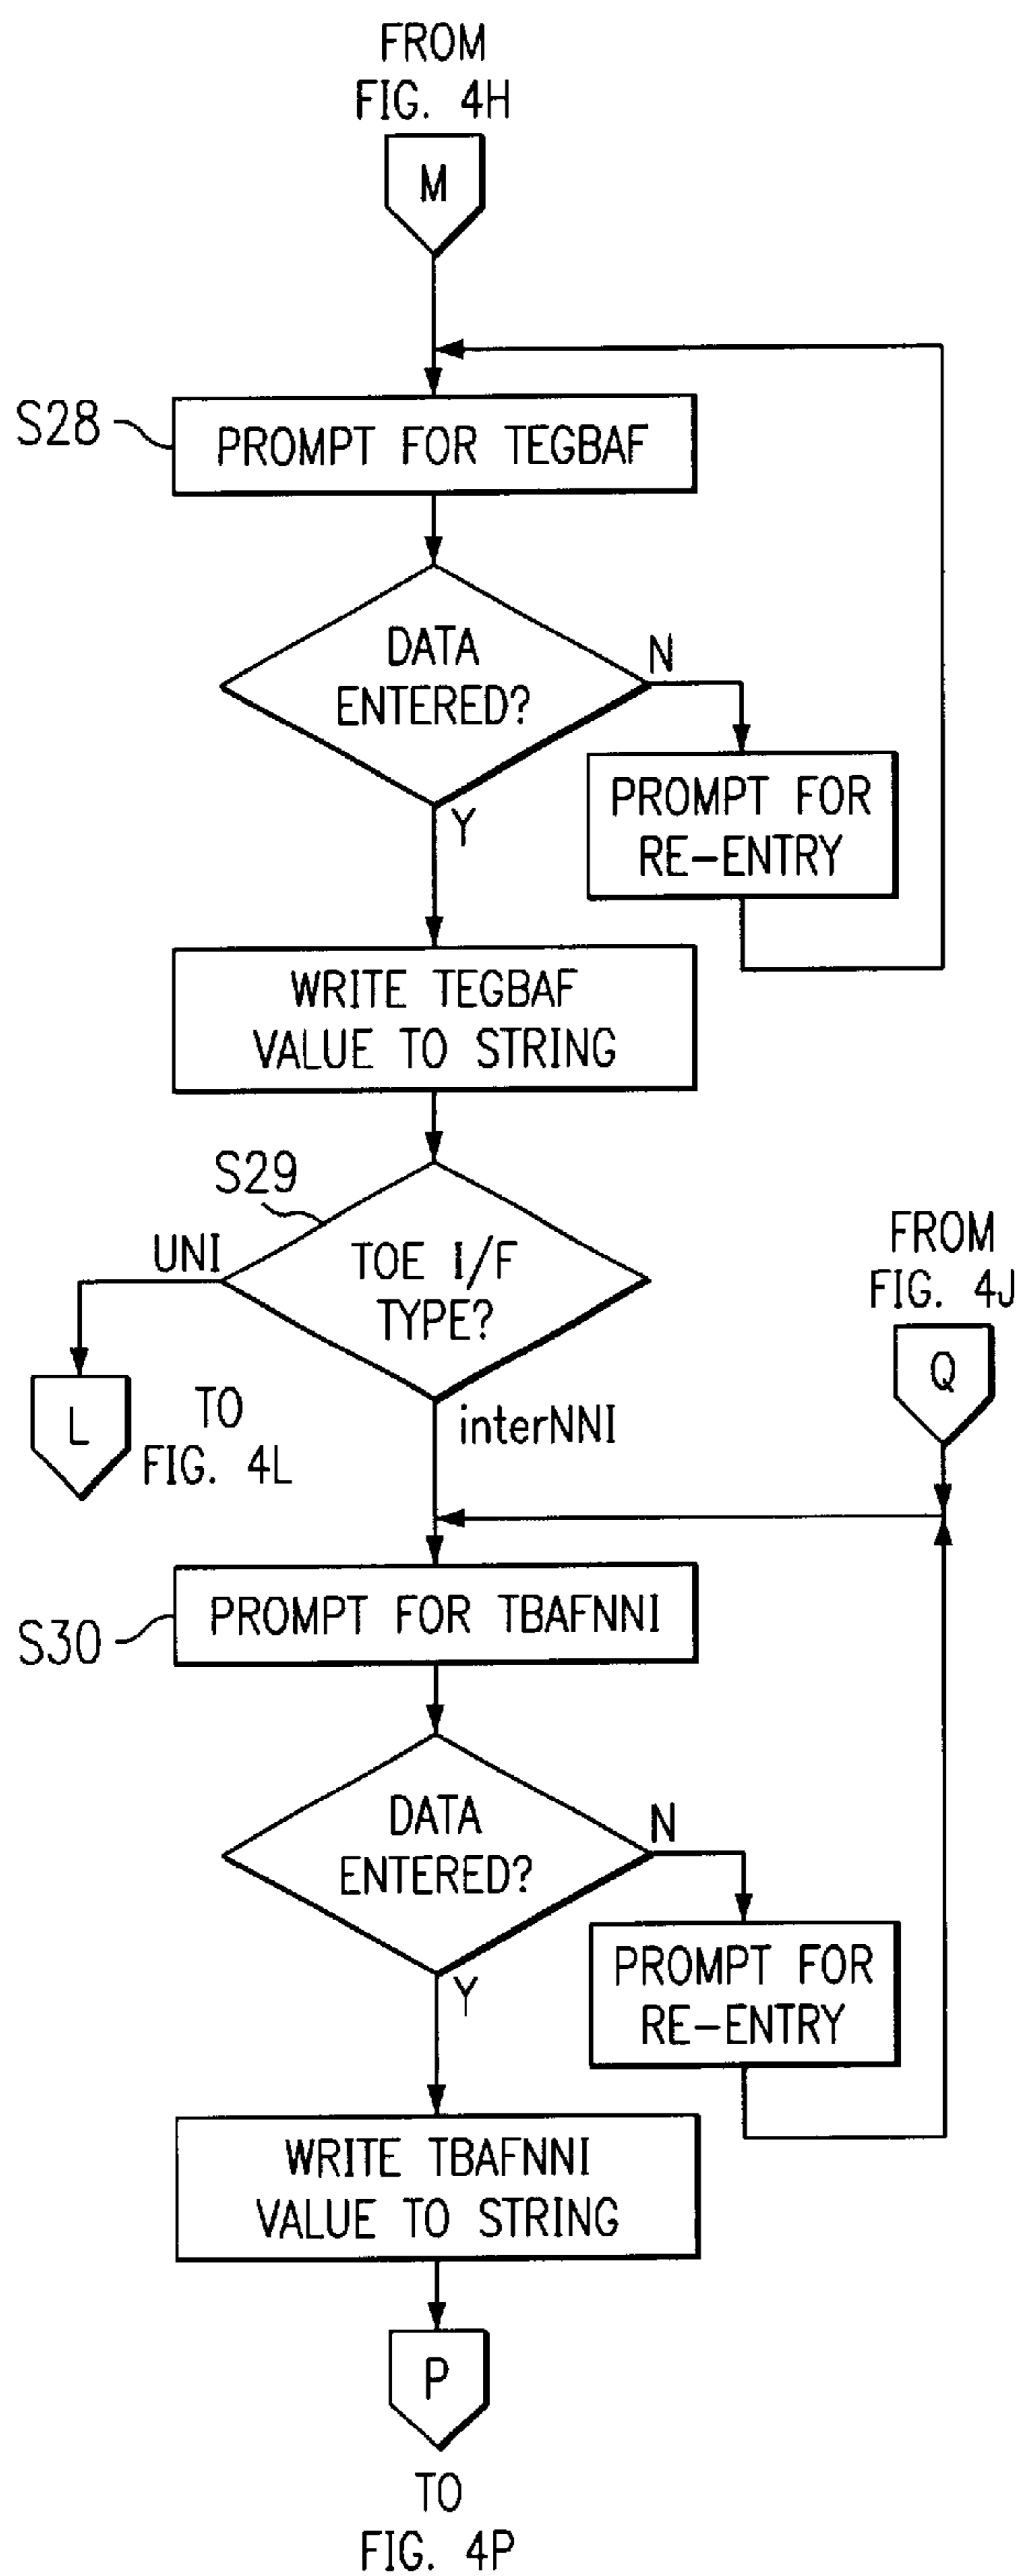 FROM
FIG. 4H
M
S28
PROMPT FOR TEGBAF
DATA
ENTERED?
N
Y
PROMPT FOR
RE-ENTRY
WRITE TEGBAF
VALUE TO STRING
S29
UNI
TOE I/F
TYPE?
L
TO
FIG. 4L
interNNI
FROM
FIG. 4J
Q
S30
PROMPT FOR TBAFNNI
DATA
ENTERED?
N
Y
PROMPT FOR
RE-ENTRY
WRITE TBAFNNI
VALUE TO STRING
P
TO
FIG. 4P